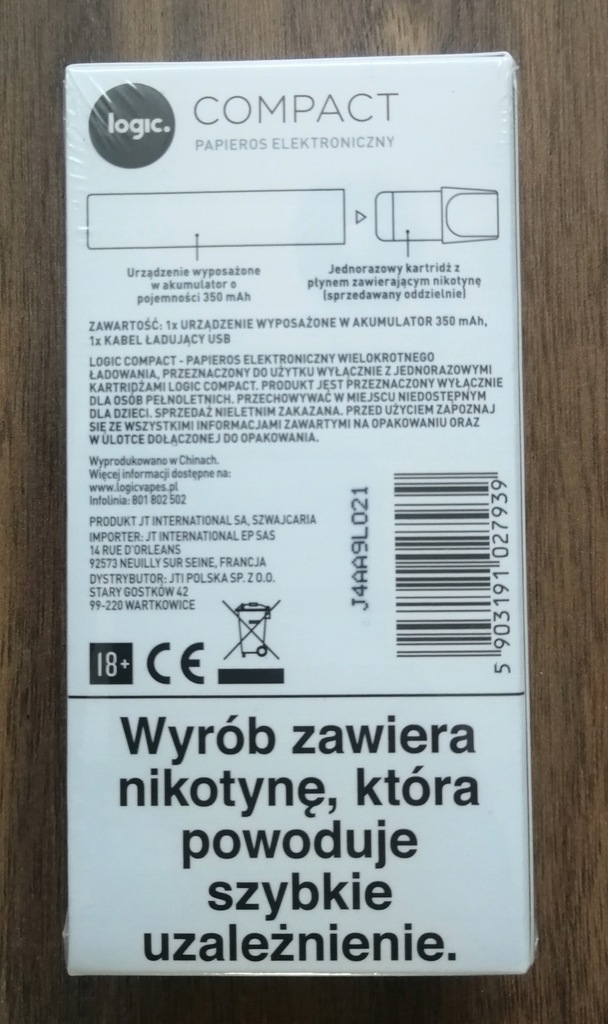 logic.
COMPACT
PAPIEROS ELEKTRONICZNY
Urządzenie wyposażone
w akumulator o
pojemności 350 mAh
Jednorazowy kartridż z
płynem zawierającym nikotynę
(sprzedawany oddzielnie)
ZAWARTOŚĆ: 1x URZĄDZENIE WYPOSAŻONE W AKUMULATOR 350 mAh,
1x KABEL ŁADUJĄCY USB
LOGIC COMPACT - PAPIEROS ELEKTRONICZNY WIELOKROTNEGO
ŁADOWANIA, PRZEZNACZONY DO UŻYTKU WYŁĄCZNIE Z JEDNORAZOWYMI
KARTRIDŻAMI LOGIC COMPACT. PRODUKT JEST PRZEZNACZONY WYŁĄCZNIE
DLA OSÓB PEŁNOLETNICH. PRZECHOWYWAĆ W MIEJSCU NIEDOSTĘPNYM
DLA DZIECI. SPRZEDAŻ NIELETNIM ZAKAZANA. PRZED UŻYCIEM ZAPOZNAJ
SIĘ ZE WSZYSTKIMI INFORMACJAMI ZAWARTYMI NA OPAKOWANIU ORAZ
W ULOTCE DOŁĄCZONEJ DO OPAKOWANIA.
Wyprodukowano w Chinach.
Więcej informacji dostępne na:
www.logicvapes.pl
Infolinia: 801 802 502
PRODUKT JT INTERNATIONAL SA, SZWAJCARIA
IMPORTER: JT INTERNATIONAL EP SAS
14 RUE D'ORLEANS
92573 NEUILLY SUR SEINE, FRANCJA
DYSTRYBUTOR: JTI POLSKA SP. Z O.O.
STARY GOSTKÓW 42
99-220 WARTKOWICE
J4AA9L021
5 903191 027939
18+ CE
Wyrób zawiera
nikotynę, która
powoduje
szybkie
uzależnienie.